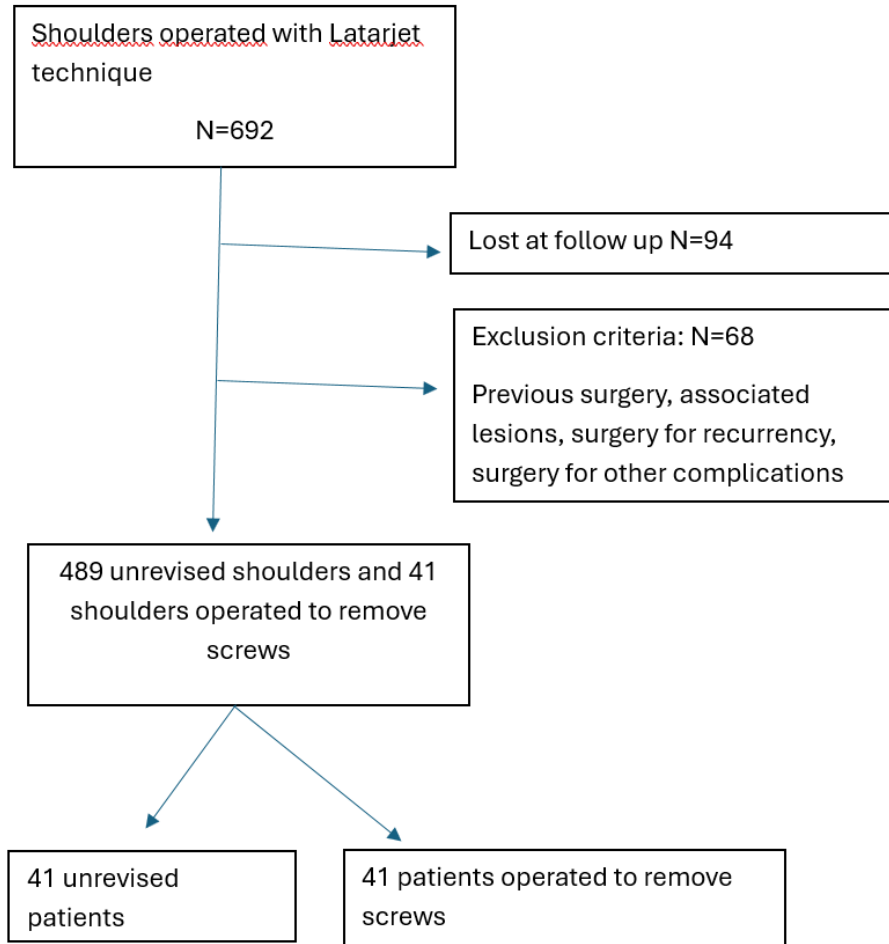 Shoulders operated with Latarjet
technique
N=692
Lost at follow up N=94
Exclusion criteria: N=68
Previous surgery, associated
lesions, surgery for recurrency,
surgery for other complications
489 unrevised shoulders and 41
shoulders operated to remove
screws
41 unrevised
patients
41 patients operated to remove
screws